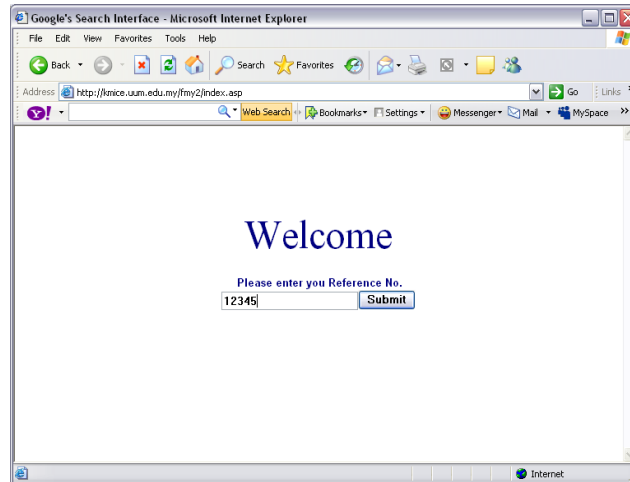 Google's Search Interface - Microsoft Internet Explorer
File Edit View Favorites Tools Help
Back Search Favorites
Address http://kmice.uum.edu.my/fmy2/index.asp Go Links
Y! Web Search Bookmarks Settings Messenger Mail MySpace
Welcome
Please enter you Reference No.
12345 Submit
Internet